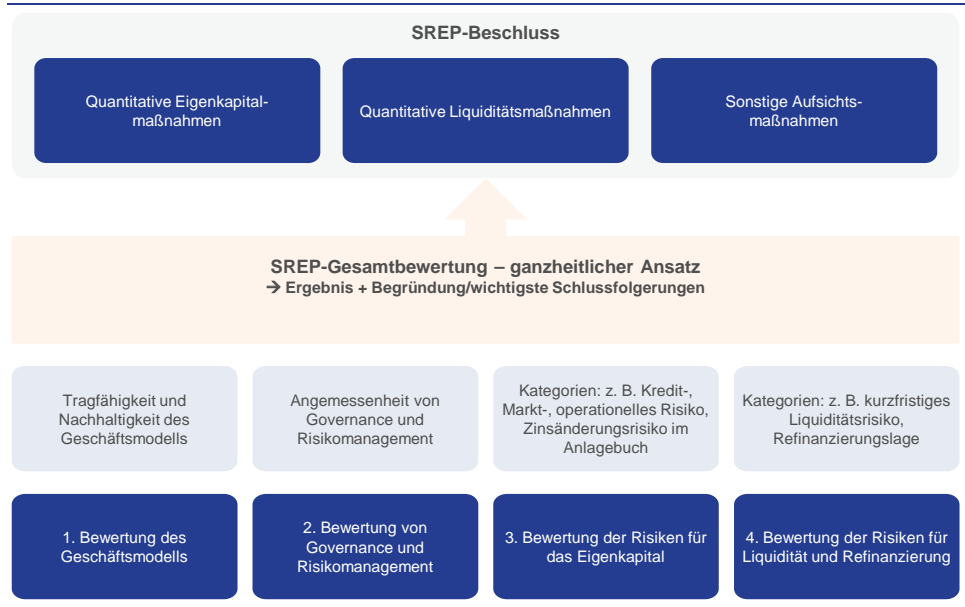 SREP-Beschluss
Quantitative Eigenkapital-
maßnahmen
Quantitative Liquiditätsmaßnahmen
Sonstige Aufsichts-
maßnahmen
SREP-Gesamtbewertung – ganzheitlicher Ansatz
→ Ergebnis + Begründung/wichtigste Schlussfolgerungen
Tragfähigkeit und
Nachhaltigkeit des
Geschäftsmodells
Angemessenheit von
Governance und
Risikomanagement
Kategorien: z. B. Kredit-,
Markt-, operationelles Risiko,
Zinsänderungsrisiko im
Anlagebuch
Kategorien: z. B. kurzfristiges
Liquiditätsrisiko,
Refinanzierungslage
1. Bewertung des
Geschäftsmodells
2. Bewertung von
Governance und
Risikomanagement
3. Bewertung der Risiken für
das Eigenkapital
4. Bewertung der Risiken für
Liquidität und Refinanzierung